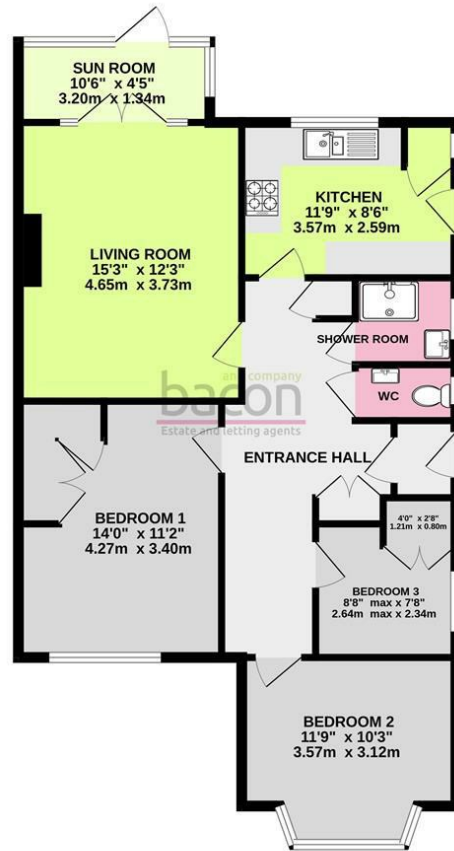 SUN ROOM
10'6" x 4'5"
3.20m x 1.34m
KITCHEN
11'9" x 8'6"
3.57m x 2.59m
LIVING ROOM
15'3" x 12'3"
4.65m x 3.73m
SHOWER ROOM
WC
and company
bacon
Estate and letting agents
ENTRANCE HALL
BEDROOM 1
14'0" x 11'2"
4.27m x 3.40m
4'0" x 2'8"
1.21m x 0.80m
BEDROOM 3
8'8" max x 7'8"
2.64m max x 2.34m
BEDROOM 2
11'9" x 10'3"
3.57m x 3.12m